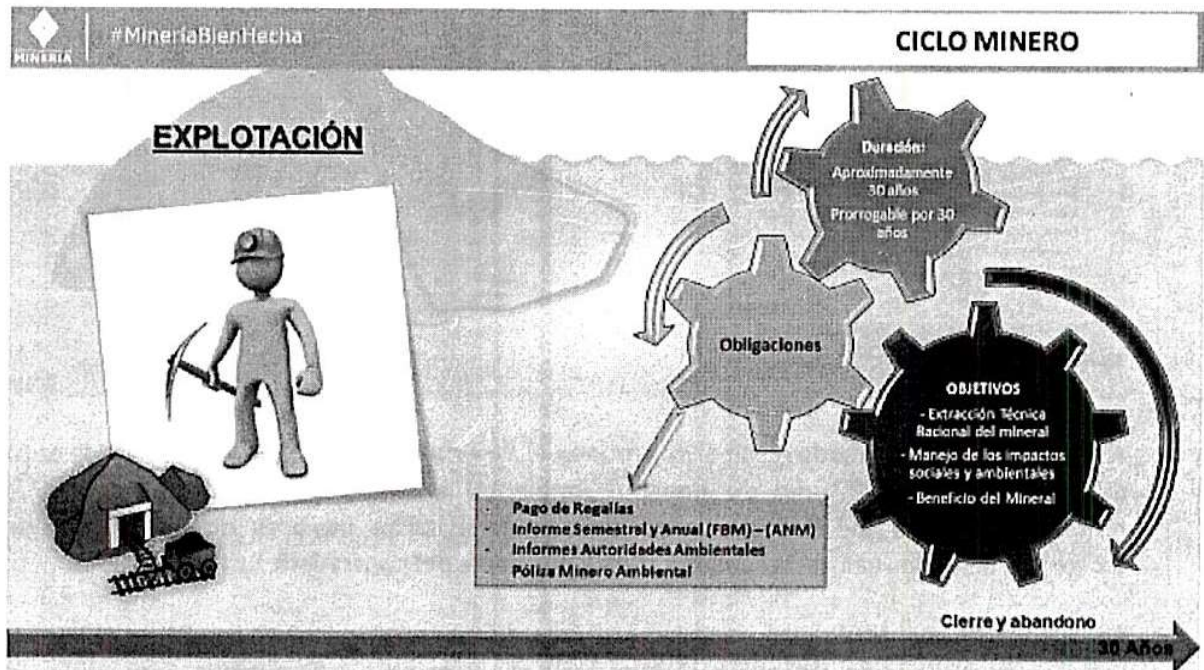 MINERIA
#MineríaBienHecha
CICLO MINERO
EXPLOTACIÓN
Duración:
Aproximadamente
30 años
Prorrogable por 30
años
Obligaciones
OBJETIVOS
- Extracción Técnica
Racional del mineral
- Manejo de los impactos
sociales y ambientales
- Beneficio del Mineral
- Pago de Regalías
- Informe Semestral y Anual (FBM) – (ANM)
- Informes Autoridades Ambientales
- Póliza Minero Ambiental
Cierre y abandono
30 Años